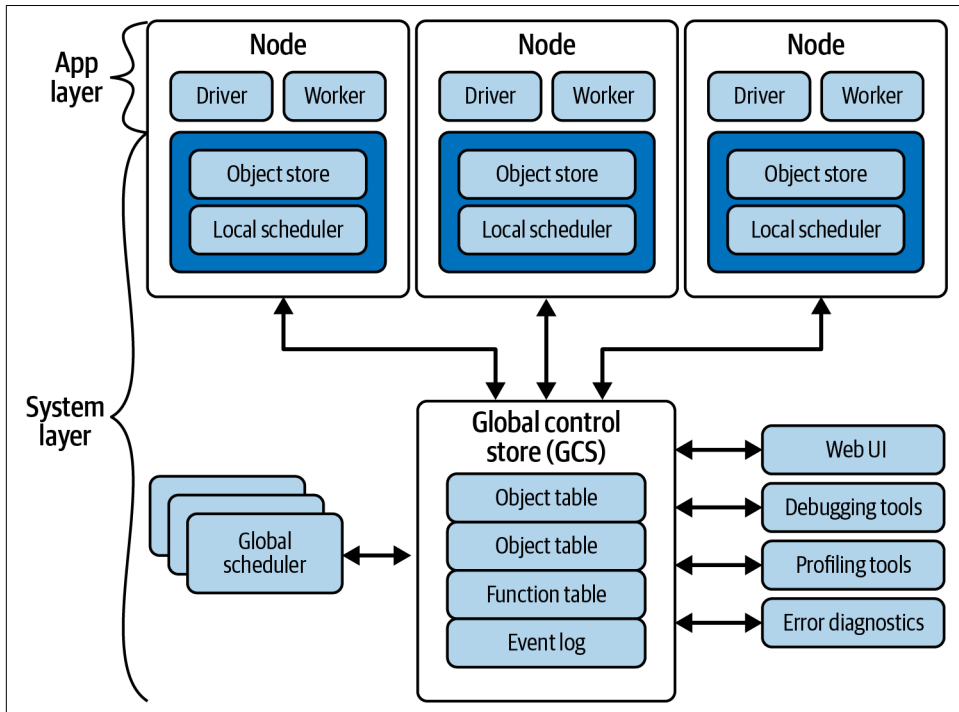 App
layer
Node
Driver
Worker
Object store
Local scheduler
Node
Driver
Worker
Object store
Local scheduler
Node
Driver
Worker
Object store
Local scheduler
System
layer
Global control
store (GCS)
Object table
Object table
Function table
Event log
Global
scheduler
Web UI
Debugging tools
Profiling tools
Error diagnostics